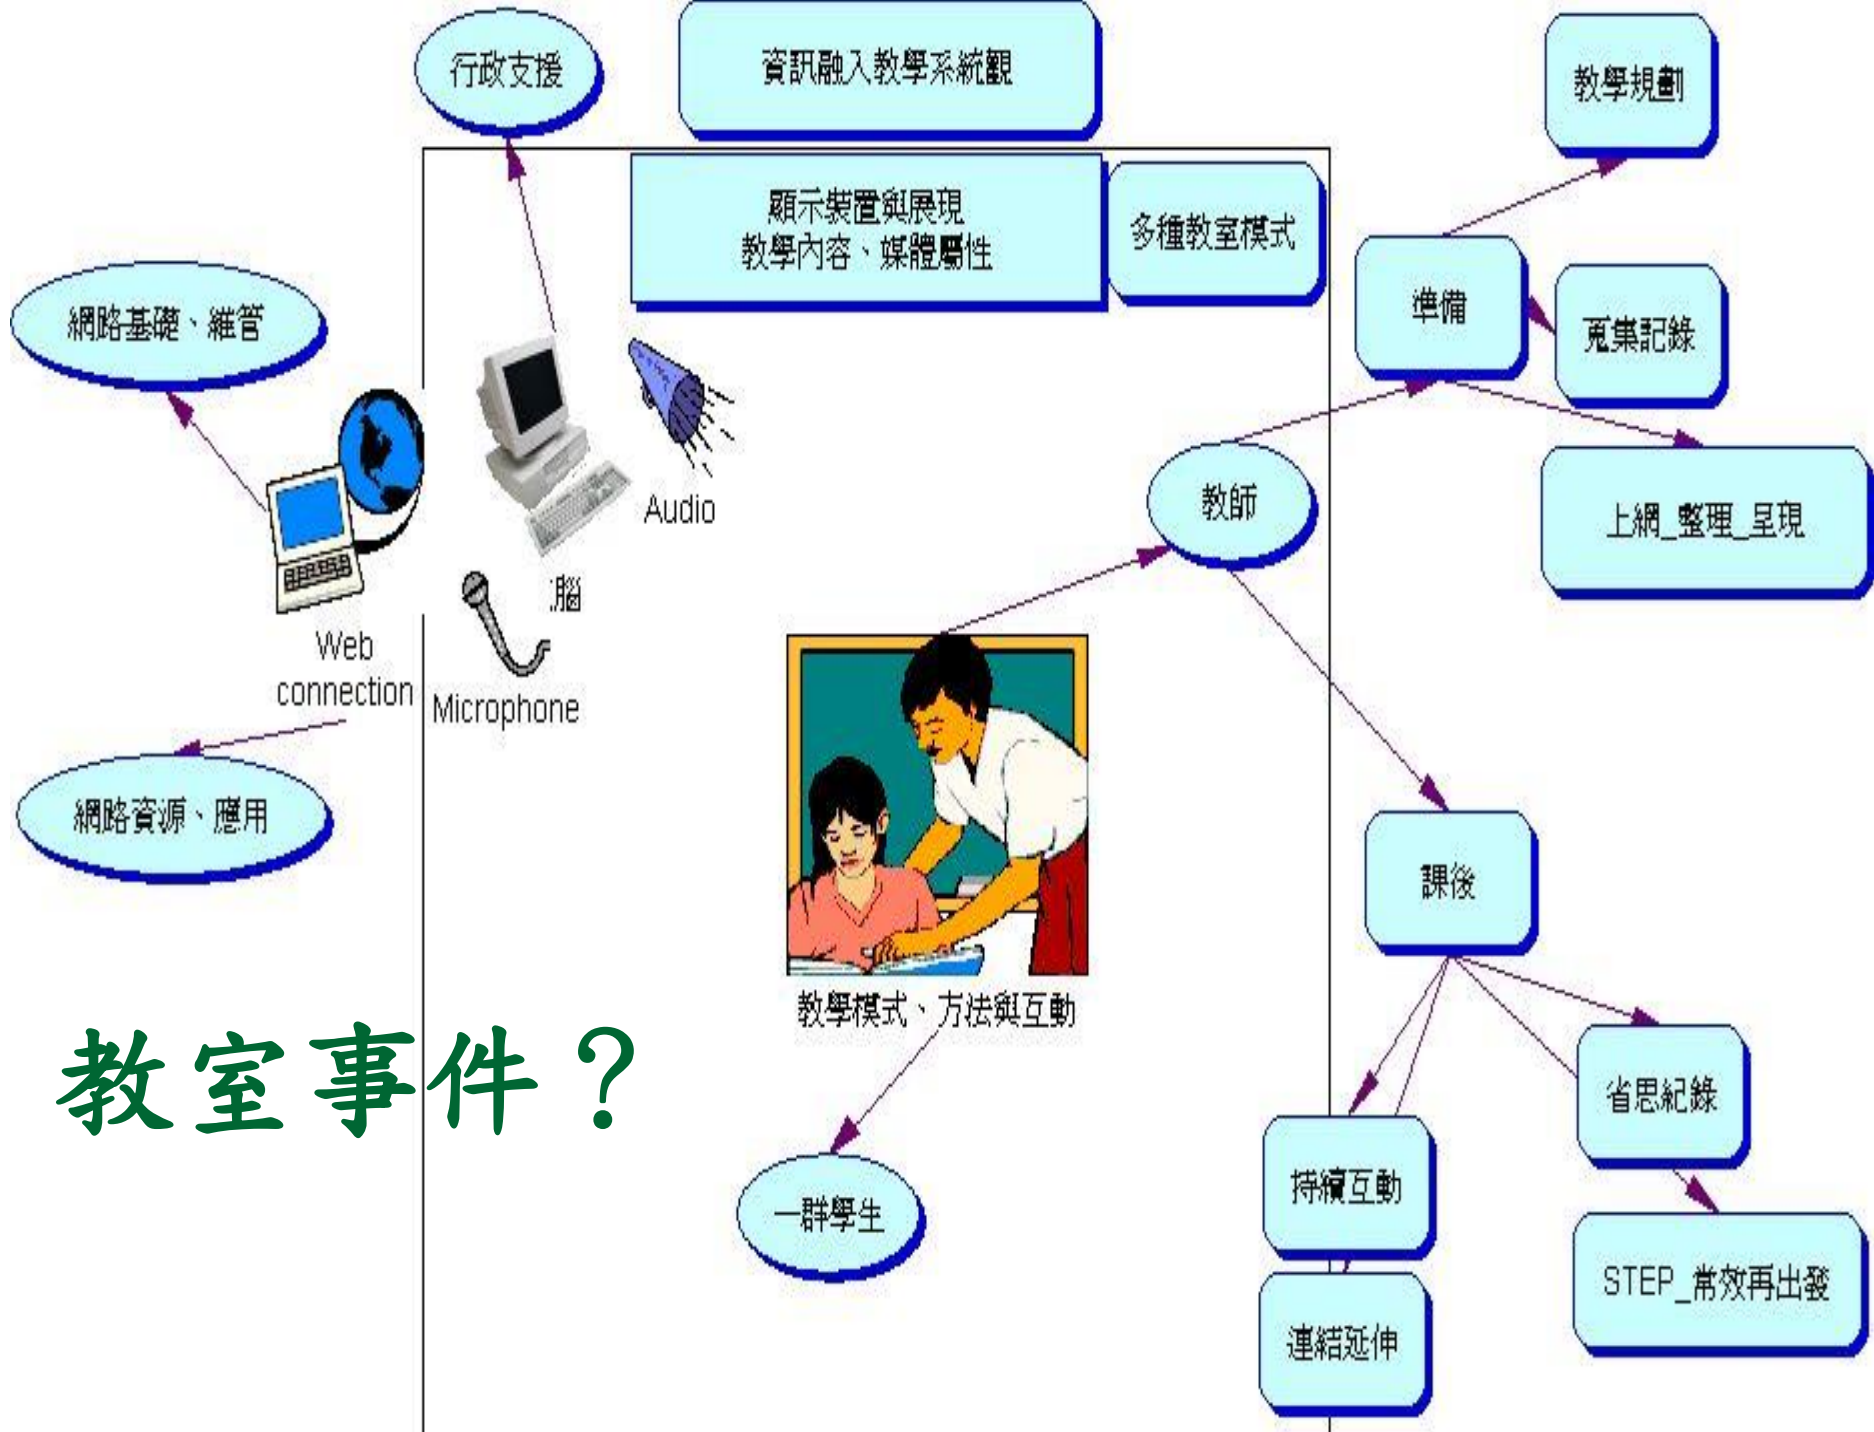 行政支援
資訊融入教學系統觀
教學規劃
顯示裝置與展現
教學內容、媒體屬性
多種教室模式
網路基礎、維管
準備
蒐集記錄
教師
Audio
上網_整理_呈現
腦
Web
connection
Microphone
網路資源、應用
課後
教學模式、方法與互動
教室事件？
省思紀錄
持續互動
一群學生
STEP_常效再出發
連結延伸